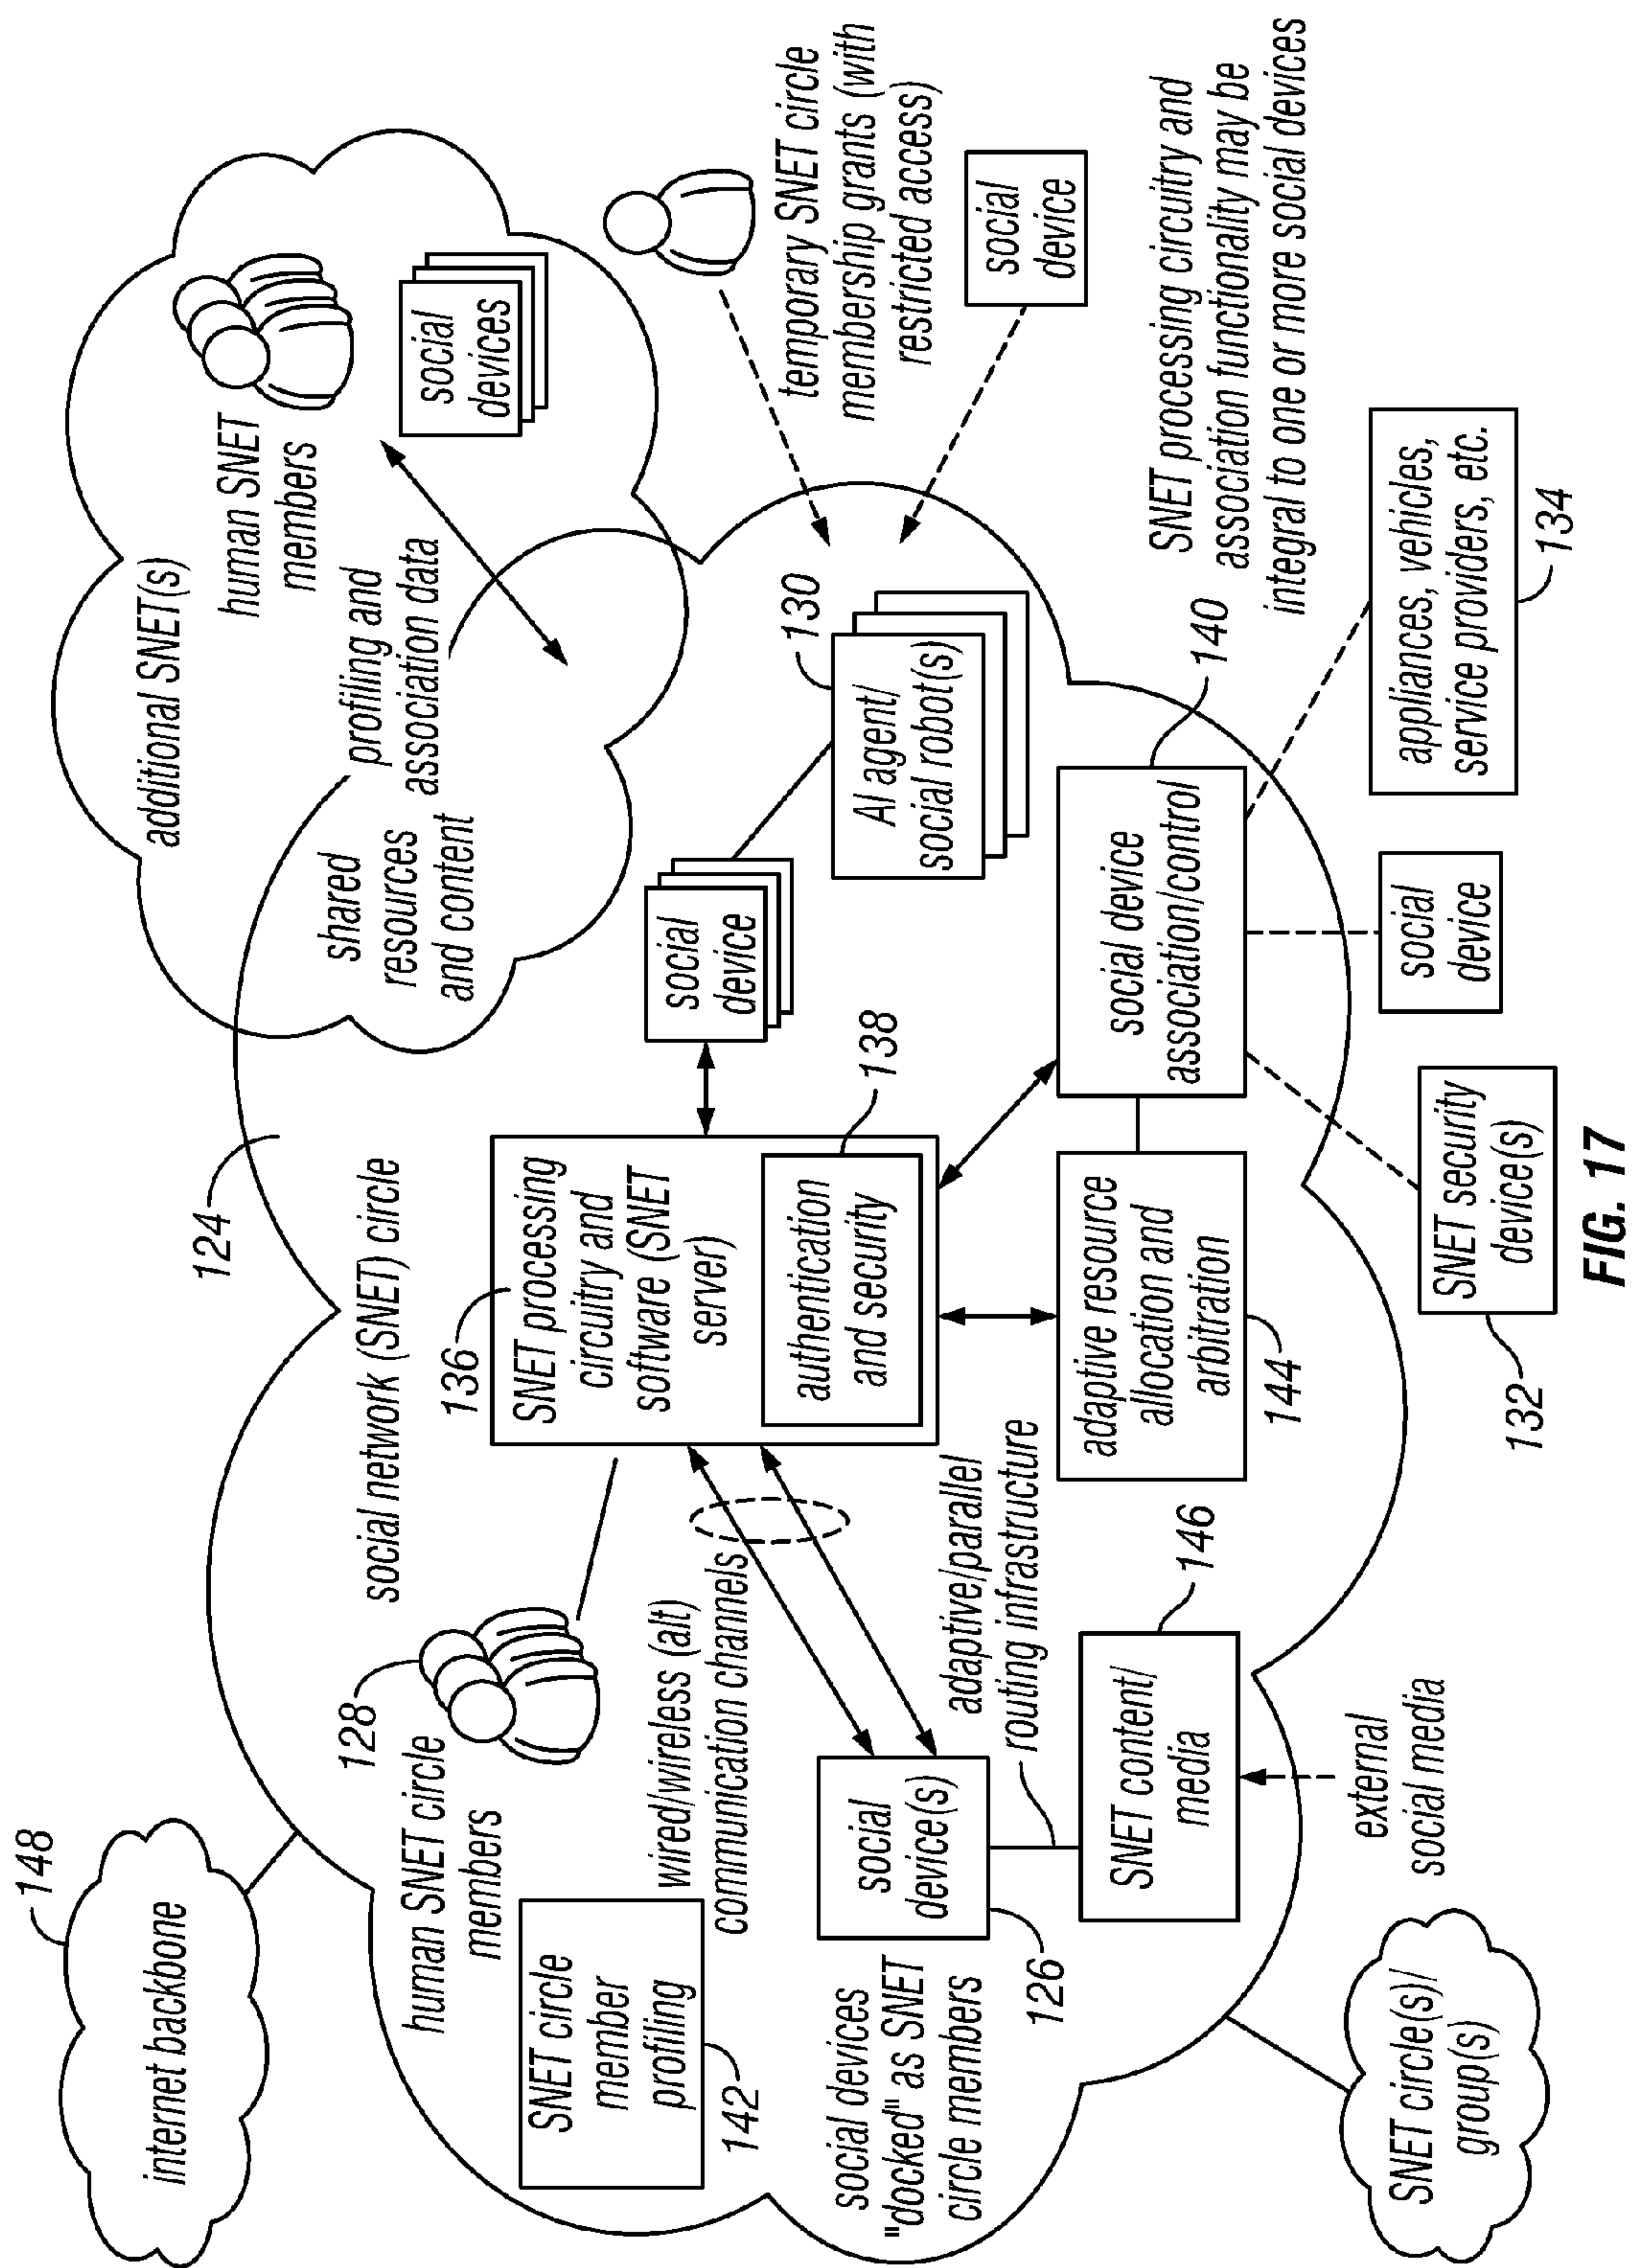 148
internet backbone
124
social network (SNET) circle
128
human SNET circle
members
SNET circle
member
profiling
142
wired/wireless (alt)
communication channels
136
SNET processing
circuitry and
software (SNET
server)
authentication
and security
138
social
device
additional SNET(s)
human SNET
members
social
devices
profiling and
association data
shared
resources
and content
temporary SNET circle
membership grants (with
restricted access)
social
device
130
AI agent/
social robot(s)
social devices
"docked" as SNET
circle members
social
device(s)
126
adaptive/parallel
routing infrastructure
SNET content/
media
146
external
social media
adaptive resource
allocation and
arbitration
144
social device
association/control
140
SNET processing circuitry and
association functionality may be
integral to one or more social devices
SNET circle(s)/
group(s)
SNET security
device(s)
132
social
device
appliances, vehicles,
service providers, etc.
134
FIG. 17